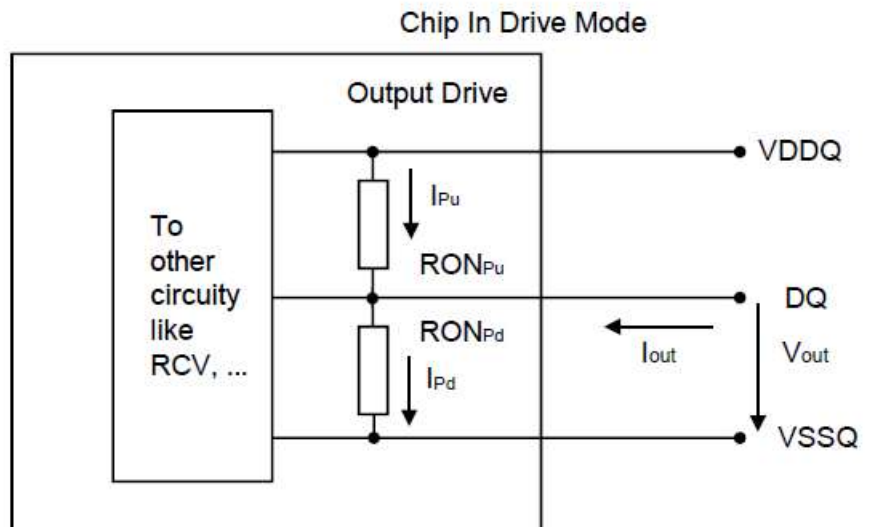 Chip In Drive Mode
Output Drive
VDDQ
IPu
To
other
circuity
like
RCV, ...
RONPu
DQ
RONPd
Iout
Vout
IPd
VSSQ